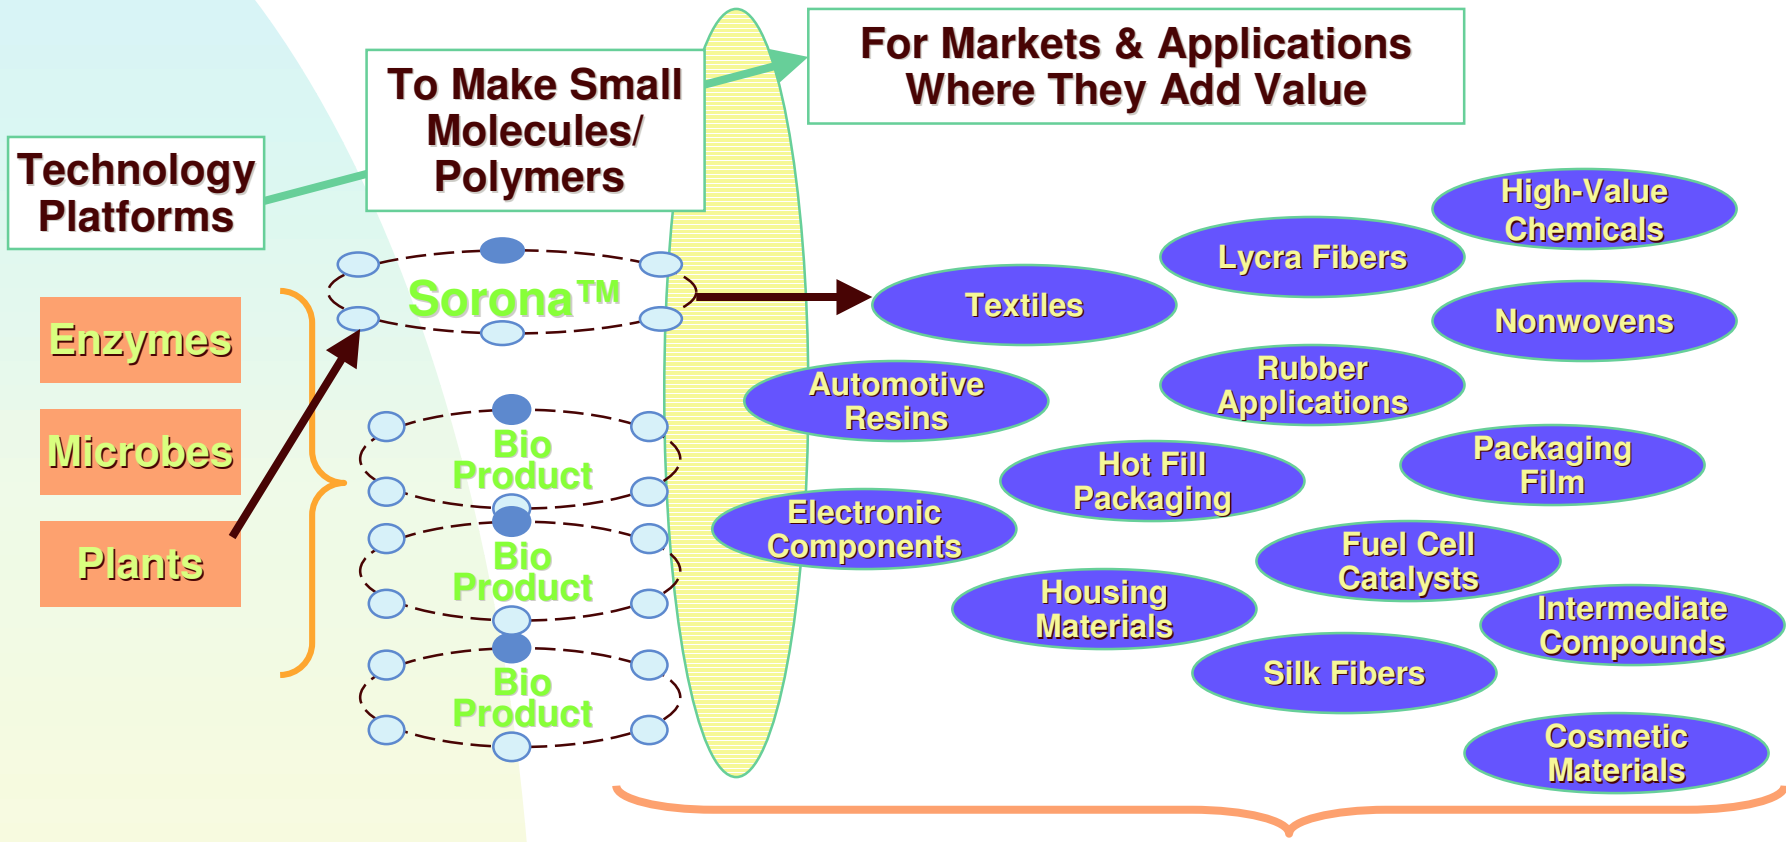 For Markets & Applications
Where They Add Value
To Make Small
Molecules/
Polymers
Technology
Platforms
Enzymes
Microbes
Plants
Sorona™
Bio
Product
Bio
Product
Bio
Product
High-Value
Chemicals
Lycra Fibers
Textiles
Nonwovens
Rubber
Applications
Automotive
Resins
Packaging
Film
Hot Fill
Packaging
Electronic
Components
Fuel Cell
Catalysts
Housing
Materials
Intermediate
Compounds
Silk Fibers
Cosmetic
Materials